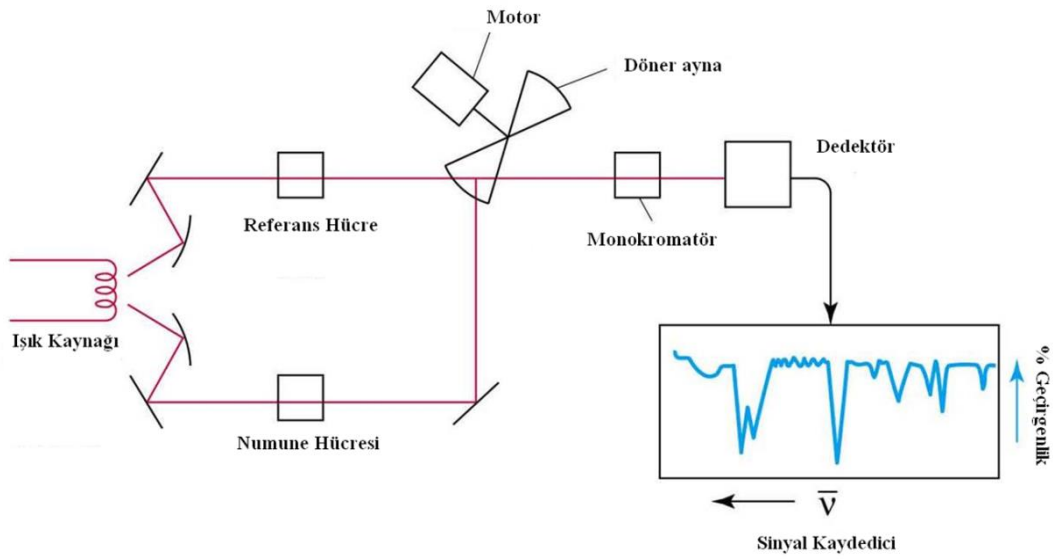 Motor
Döner ayna
Dedektör
Referans Hücre
Monokromatör
Işık Kaynağı
Numune Hücresi
% Geçirgenlik
ν̅
Sinyal Kaydedici